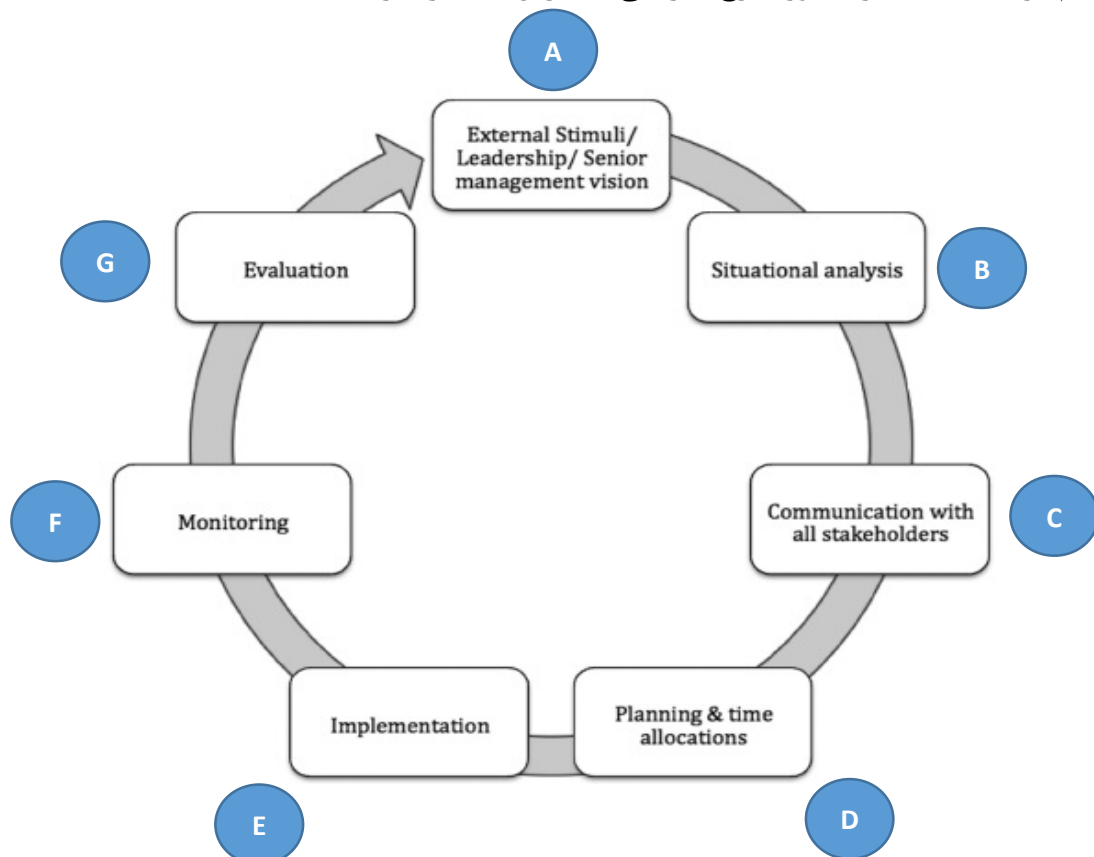 A
External Stimuli/
Leadership/ Senior
management vision
G
Evaluation
Situational analysis
B
F
Monitoring
Communication with
all stakeholders
C
Implementation
Planning & time
allocations
E
D